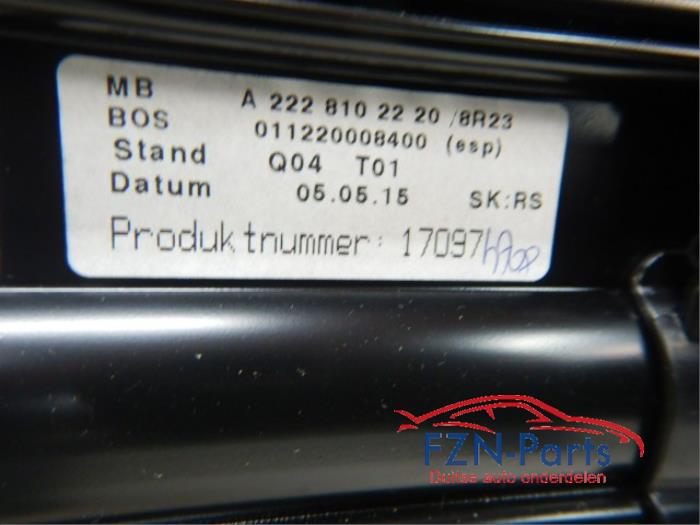 MB A 222 810 22 20 /8R23
BOS 011220008400 (esp)
Stand Q04 T01
Datum 05.05.15 SK:RS
Produktnummer: 17097
FZN-Parts
Duitse auto onderdelen